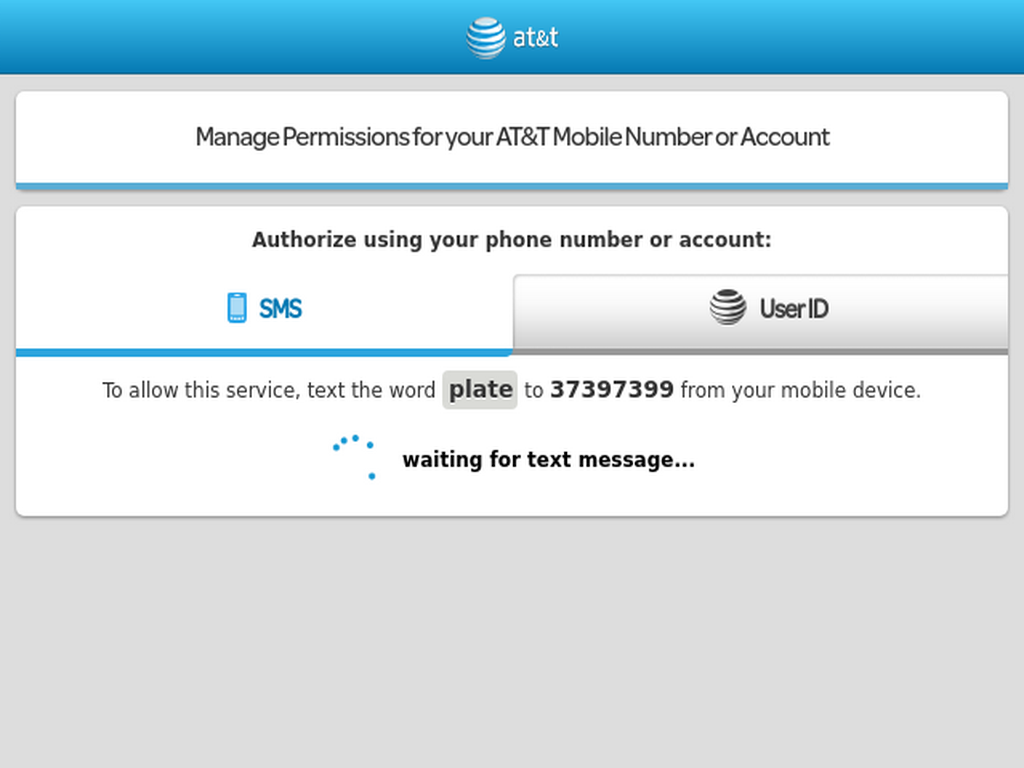 at&t
Manage Permissions for your AT&T Mobile Number or Account
Authorize using your phone number or account:
SMS
User ID
To allow this service, text the word plate to 37397399 from your mobile device.
waiting for text message...